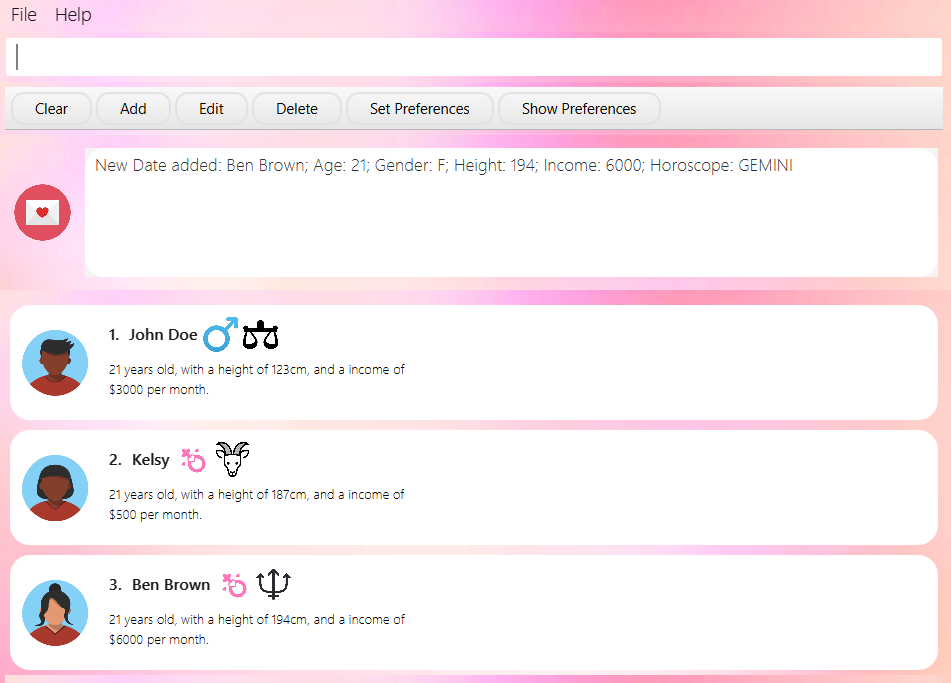 File Help
Clear Add Edit Delete Set Preferences Show Preferences
New Date added: Ben Brown; Age: 21; Gender: F; Height: 194; Income: 6000; Horoscope: GEMINI
1. John Doe
21 years old, with a height of 123cm, and a income of
$3000 per month.
2. Kelsy
21 years old, with a height of 187cm, and a income of
$500 per month.
3. Ben Brown
21 years old, with a height of 194cm, and a income of
$6000 per month.